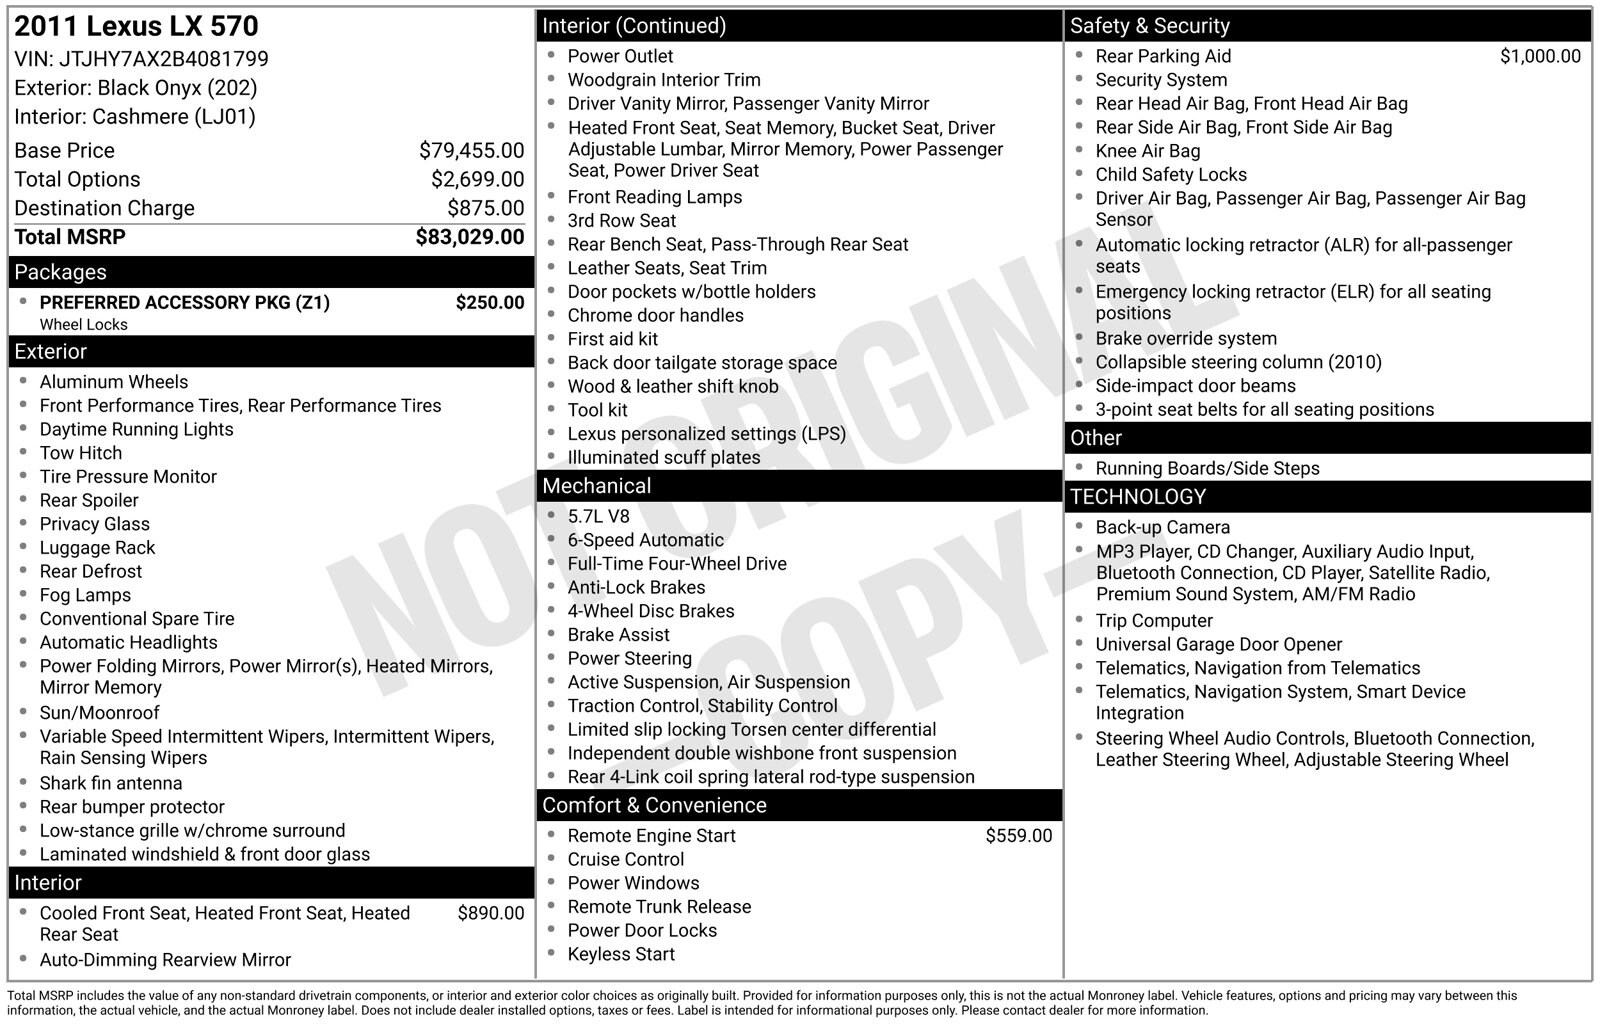 2011 Lexus LX 570
VIN: JTJHY7AX2B4081799
Exterior: Black Onyx (202)
Interior: Cashmere (LJ01)
Base Price $79,455.00
Total Options $2,699.00
Destination Charge $875.00
Total MSRP $83,029.00
Packages
PREFERRED ACCESSORY PKG (Z1) $250.00
Wheel Locks
Exterior
Aluminum Wheels
Front Performance Tires, Rear Performance Tires
Daytime Running Lights
Tow Hitch
Tire Pressure Monitor
Rear Spoiler
Privacy Glass
Luggage Rack
Rear Defrost
Fog Lamps
Conventional Spare Tire
Automatic Headlights
Power Folding Mirrors, Power Mirror(s), Heated Mirrors,
Mirror Memory
Sun/Moonroof
Variable Speed Intermittent Wipers, Intermittent Wipers,
Rain Sensing Wipers
Shark fin antenna
Rear bumper protector
Low-stance grille w/chrome surround
Laminated windshield & front door glass
Interior
Cooled Front Seat, Heated Front Seat, Heated $890.00
Rear Seat
Auto-Dimming Rearview Mirror
Interior (Continued)
Power Outlet
Woodgrain Interior Trim
Driver Vanity Mirror, Passenger Vanity Mirror
Heated Front Seat, Seat Memory, Bucket Seat, Driver
Adjustable Lumbar, Mirror Memory, Power Passenger
Seat, Power Driver Seat
Front Reading Lamps
3rd Row Seat
Rear Bench Seat, Pass-Through Rear Seat
Leather Seats, Seat Trim
Door pockets w/bottle holders
Chrome door handles
First aid kit
Back door tailgate storage space
Wood & leather shift knob
Tool kit
Lexus personalized settings (LPS)
Illuminated scuff plates
Mechanical
5.7L V8
6-Speed Automatic
Full-Time Four-Wheel Drive
Anti-Lock Brakes
4-Wheel Disc Brakes
Brake Assist
Power Steering
Active Suspension, Air Suspension
Traction Control, Stability Control
Limited slip locking Torsen center differential
Independent double wishbone front suspension
Rear 4-Link coil spring lateral rod-type suspension
Comfort & Convenience
Remote Engine Start $559.00
Cruise Control
Power Windows
Remote Trunk Release
Power Door Locks
Keyless Start
Safety & Security
Rear Parking Aid $1,000.00
Security System
Rear Head Air Bag, Front Head Air Bag
Rear Side Air Bag, Front Side Air Bag
Knee Air Bag
Child Safety Locks
Driver Air Bag, Passenger Air Bag, Passenger Air Bag
Sensor
Automatic locking retractor (ALR) for all-passenger
seats
Emergency locking retractor (ELR) for all seating
positions
Brake override system
Collapsible steering column (2010)
Side-impact door beams
3-point seat belts for all seating positions
Other
Running Boards/Side Steps
TECHNOLOGY
Back-up Camera
MP3 Player, CD Changer, Auxiliary Audio Input,
Bluetooth Connection, CD Player, Satellite Radio,
Premium Sound System, AM/FM Radio
Trip Computer
Universal Garage Door Opener
Telematics, Navigation from Telematics
Telematics, Navigation System, Smart Device
Integration
Steering Wheel Audio Controls, Bluetooth Connection,
Leather Steering Wheel, Adjustable Steering Wheel
NOT ORIGINAL
—COPY—
Total MSRP includes the value of any non-standard drivetrain components, or interior and exterior color choices as originally built. Provided for information purposes only, this is not the actual Monroney label. Vehicle features, options and pricing may vary between this
information, the actual vehicle, and the actual Monroney label. Does not include dealer installed options, taxes or fees. Label is intended for informational purposes only. Please contact dealer for more information.